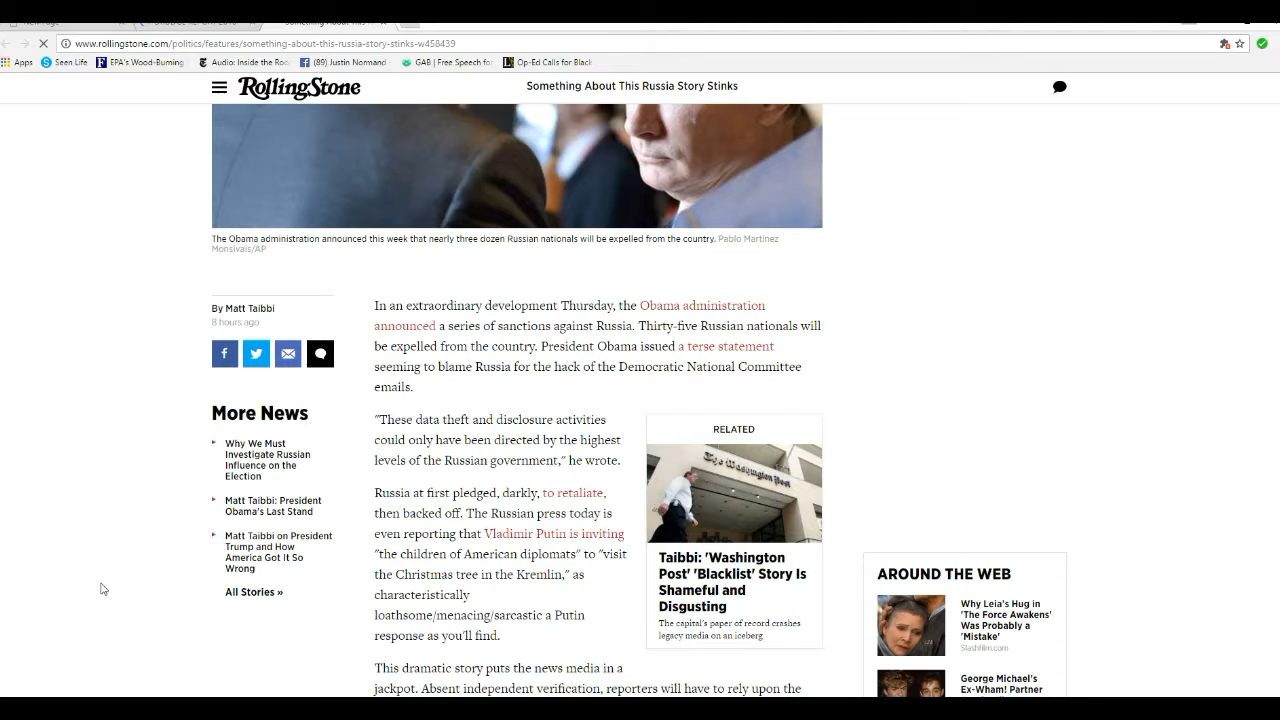 www.rollingstone.com/politics/features/something-about-this-russia-story-stinks-w458439
Apps
Seen Life
EPA's Wood-Burning
Audio: Inside the Roo
(89) Justin Normand
GAB | Free Speech fo
Op-Ed Calls for Black
RollingStone
Something About This Russia Story Stinks
The Obama administration announced this week that nearly three dozen Russian nationals will be expelled from the country. Pablo Martinez
Monsivais/AP
By Matt Taibbi
8 hours ago
More News
Why We Must
Investigate Russian
Influence on the
Election
Matt Taibbi: President
Obama's Last Stand
Matt Taibbi on President
Trump and How
America Got It So
Wrong
All Stories »
In an extraordinary development Thursday, the Obama administration
announced a series of sanctions against Russia. Thirty-five Russian nationals will
be expelled from the country. President Obama issued a terse statement
seeming to blame Russia for the hack of the Democratic National Committee
emails.
"These data theft and disclosure activities
could only have been directed by the highest
levels of the Russian government," he wrote.
Russia at first pledged, darkly, to retaliate,
then backed off. The Russian press today is
even reporting that Vladimir Putin is inviting
"the children of American diplomats" to "visit
the Christmas tree in the Kremlin," as
characteristically
loathsome/menacing/sarcastic a Putin
response as you'll find.
This dramatic story puts the news media in a
jackpot. Absent independent verification, reporters will have to rely upon the
RELATED
The Washington Post
Taibbi: 'Washington
Post' 'Blacklist' Story Is
Shameful and
Disgusting
The capital's paper of record crashes
legacy media on an iceberg
AROUND THE WEB
Why Leia's Hug in
'The Force Awakens'
Was Probably a
'Mistake'
Slashfilm.com
George Michael's
Ex-Wham! Partner